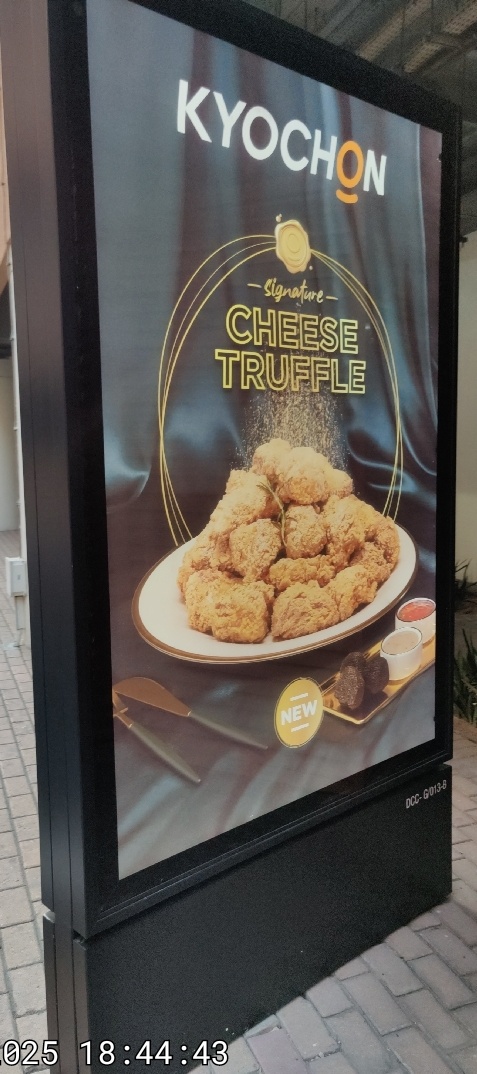 KYOCHON
Signature
CHEESE
TRUFFLE
NEW
DCC- G/013-B
025 18:44:43